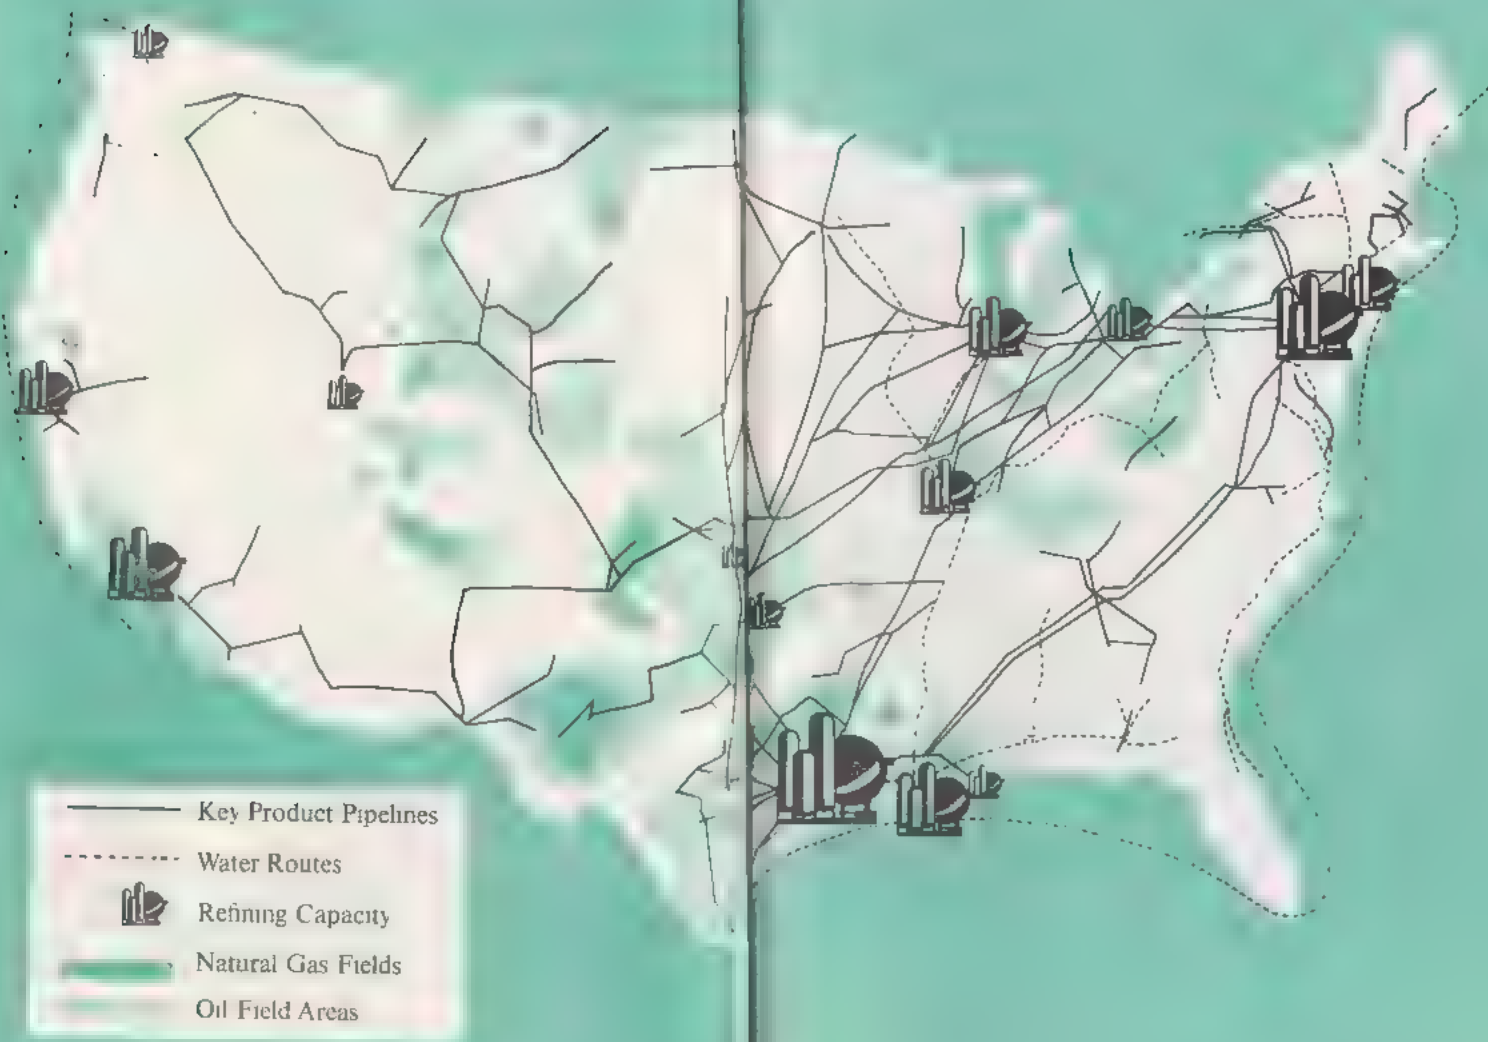 Key Product Pipelines
Water Routes
Refining Capacity
Natural Gas Fields
Oil Field Areas